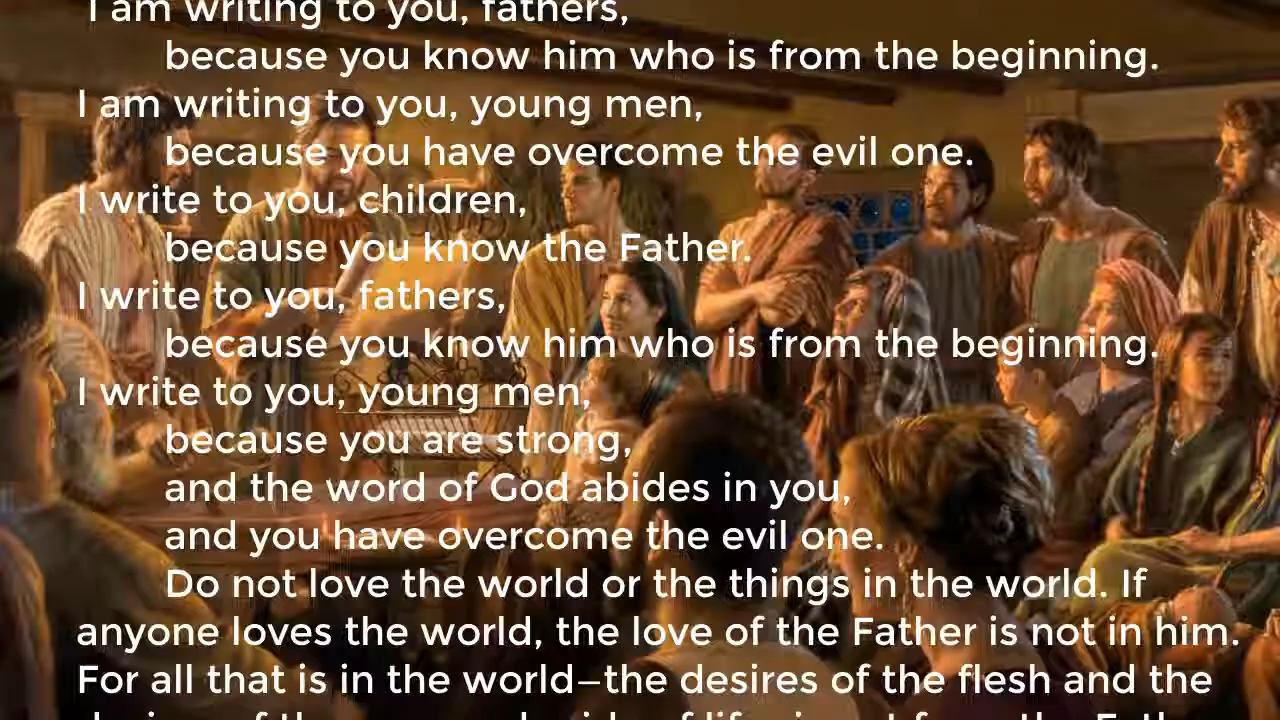 I am writing to you, fathers,
because you know him who is from the beginning.
I am writing to you, young men,
because you have overcome the evil one.
I write to you, children,
because you know the Father.
I write to you, fathers,
because you know him who is from the beginning.
I write to you, young men,
because you are strong,
and the word of God abides in you,
and you have overcome the evil one.
Do not love the world or the things in the world. If
anyone loves the world, the love of the Father is not in him.
For all that is in the world—the desires of the flesh and the